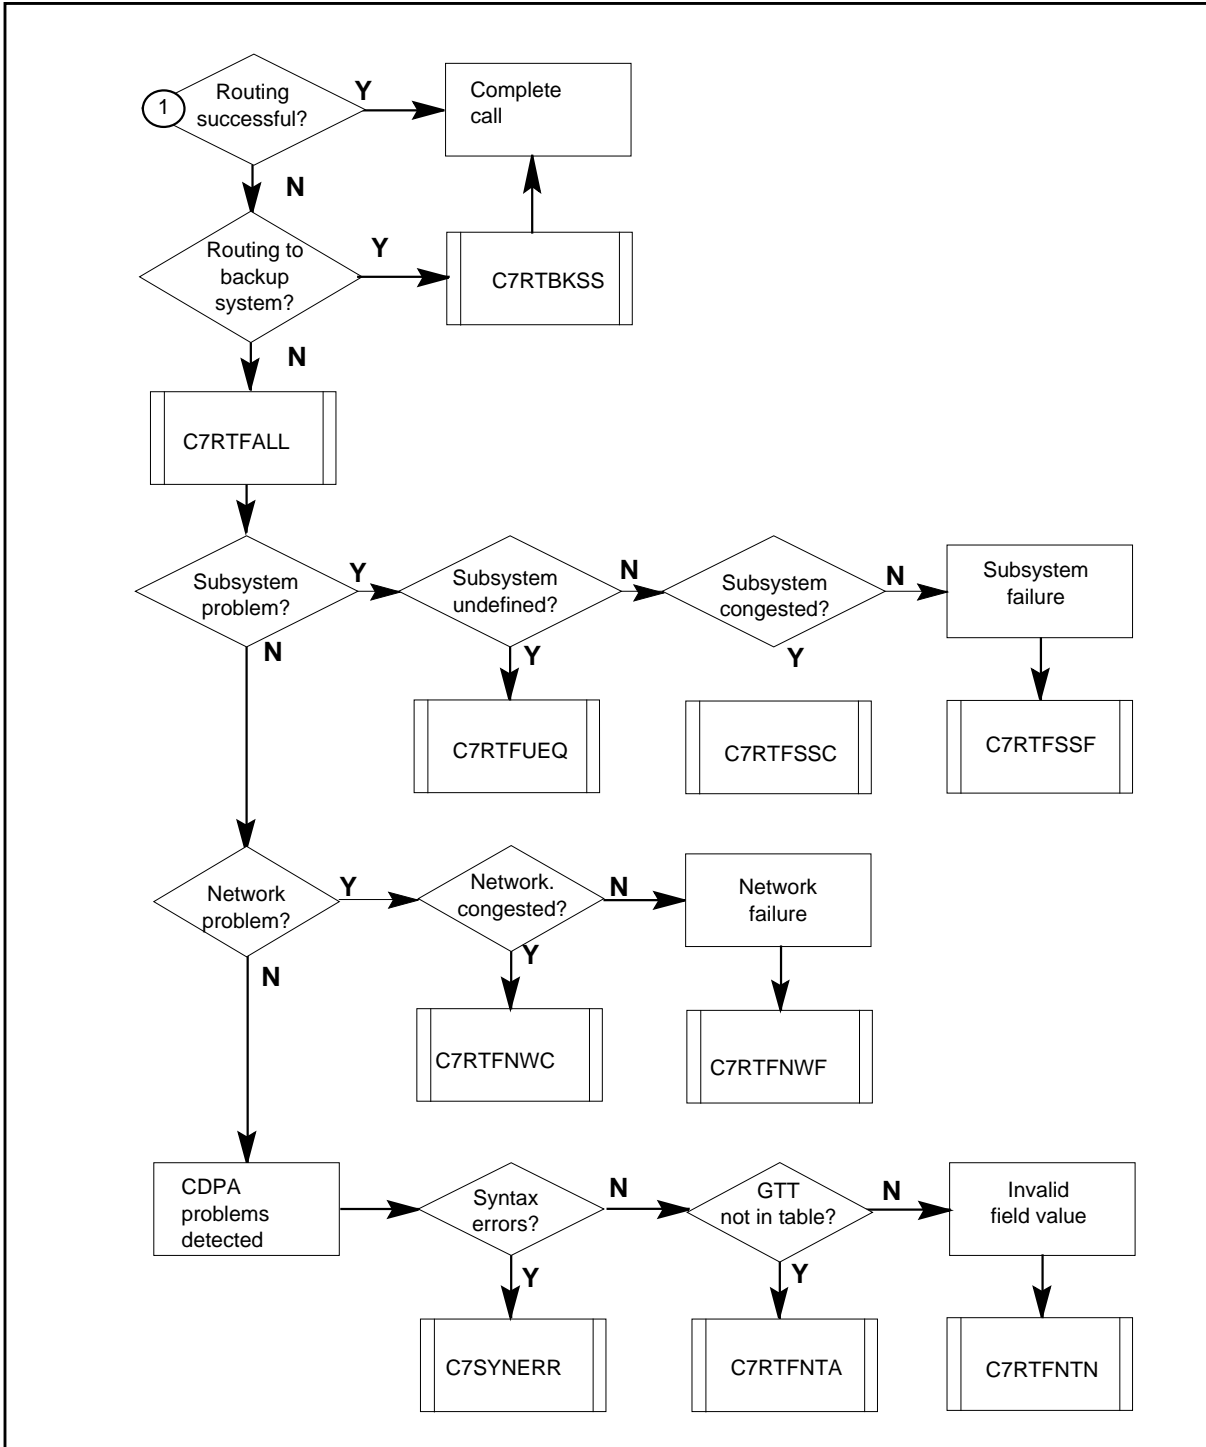 1
Routing
successful?
Y
Complete
call
N
Routing to
backup
system?
Y
C7RTBKSS
N
C7RTFALL
Subsystem
problem?
Y
Subsystem
undefined?
N
Subsystem
congested?
N
Subsystem
failure
N
Y
Y
C7RTFUEQ
C7RTFSSC
C7RTFSSF
Network
problem?
Y
Network.
congested?
N
Network
failure
N
Y
C7RTFNWC
C7RTFNWF
CDPA
problems
detected
Syntax
errors?
N
GTT
not in table?
N
Invalid
field value
Y
Y
C7SYNERR
C7RTFNTA
C7RTFNTN